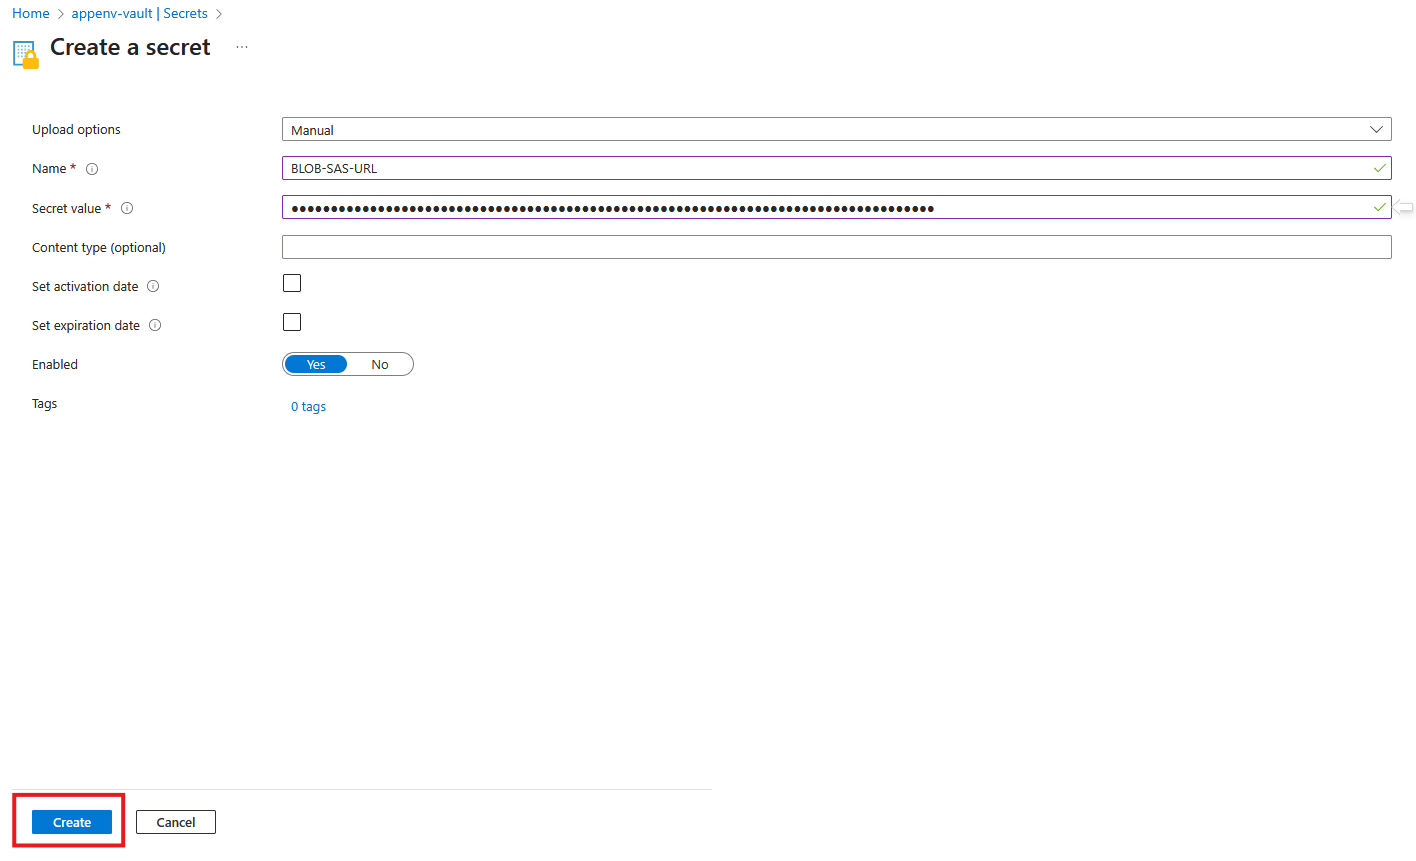 Home > appenv-vault | Secrets >
Create a secret ...
Upload options Manual
Name * BLOB-SAS-URL
Secret value * ●●●●●●●●●●●●●●●●●●●●●●●●●●●●●●●●●●●●●●●●●●●●●●●●●●●●●●●●●●●●●●●●●●●●●●●●●●●●●●●●●●
Content type (optional)
Set activation date
Set expiration date
Enabled Yes No
Tags 0 tags
Create Cancel